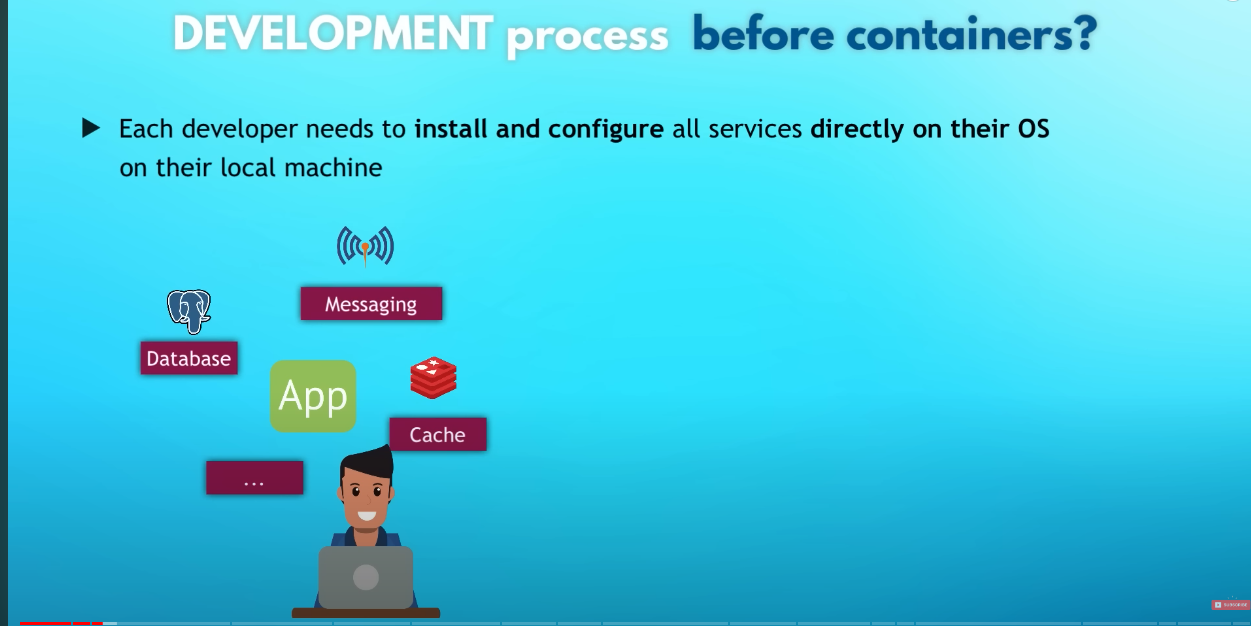 DEVELOPMENT process before containers?
Each developer needs to install and configure all services directly on their OS
on their local machine
Messaging
Database
App
Cache
...
SUBSCRIBE